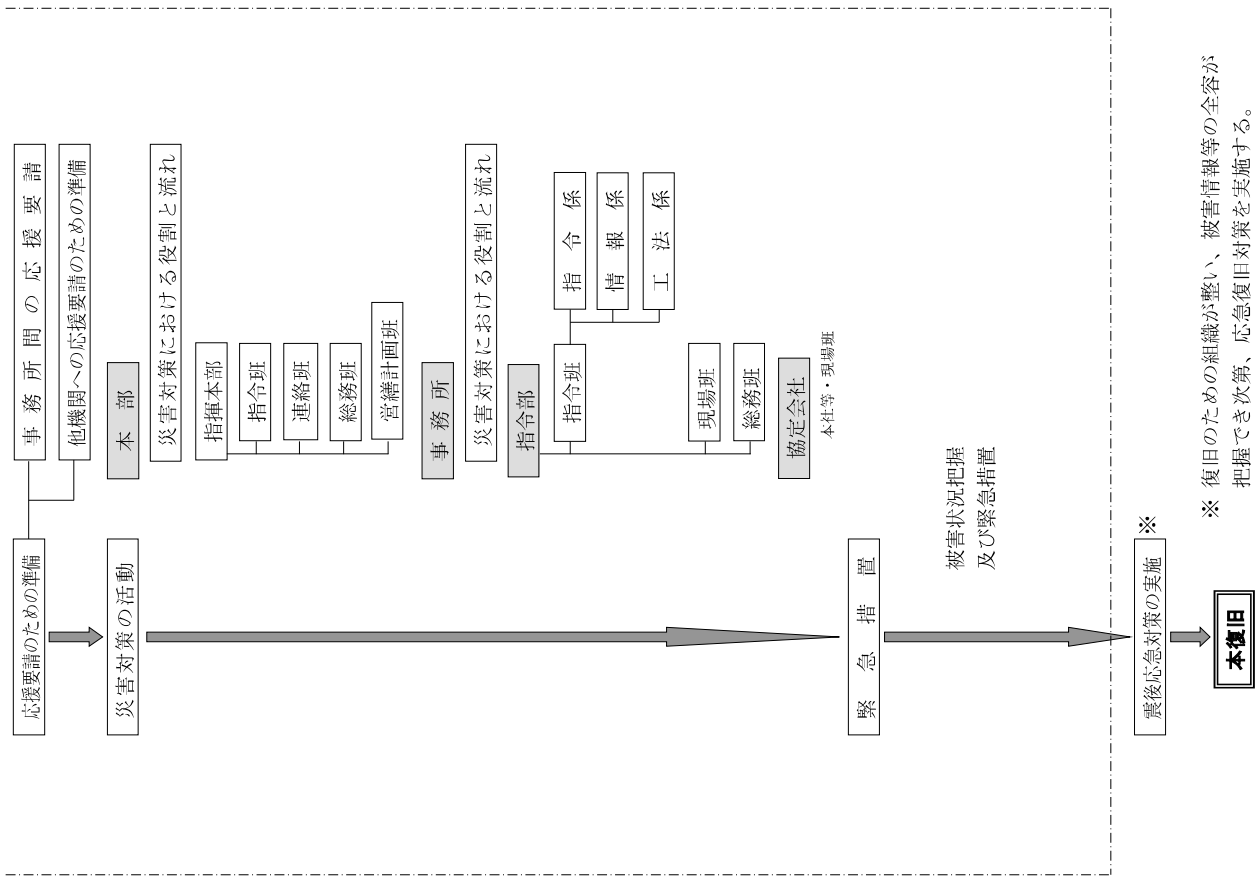 応援要請のための準備
事務所間の応援要請
他機関への応援要請のための準備
災害対策の活動
本部
災害対策における役割と流れ
指揮本部
指令班
連絡班
総務班
営繕計画班
事務所
災害対策における役割と流れ
指令部
指令班
指令係
情報係
工法係
現場班
総務班
協定会社
本社等・現場班
緊急措置
被害状況把握
及び緊急措置
震後応急対策の実施
※
本復旧
※ 復旧のための組織が整い、被害情報等の全容が
把握でき次第、応急復旧対策を実施する。